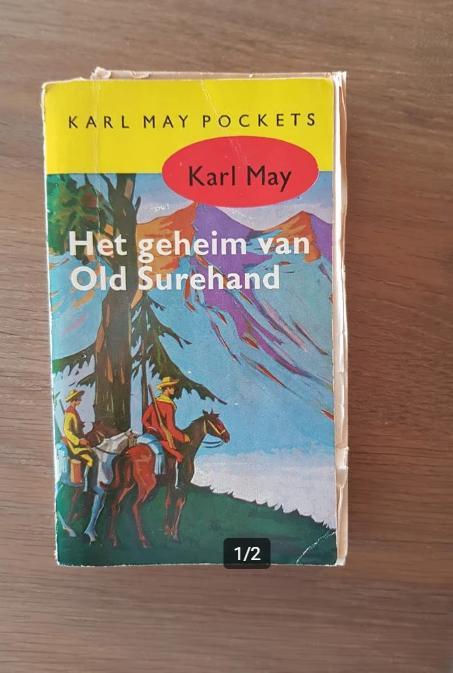 KARL MAY POCKETS
Karl May
Het geheim van
Old Surehand
1/2